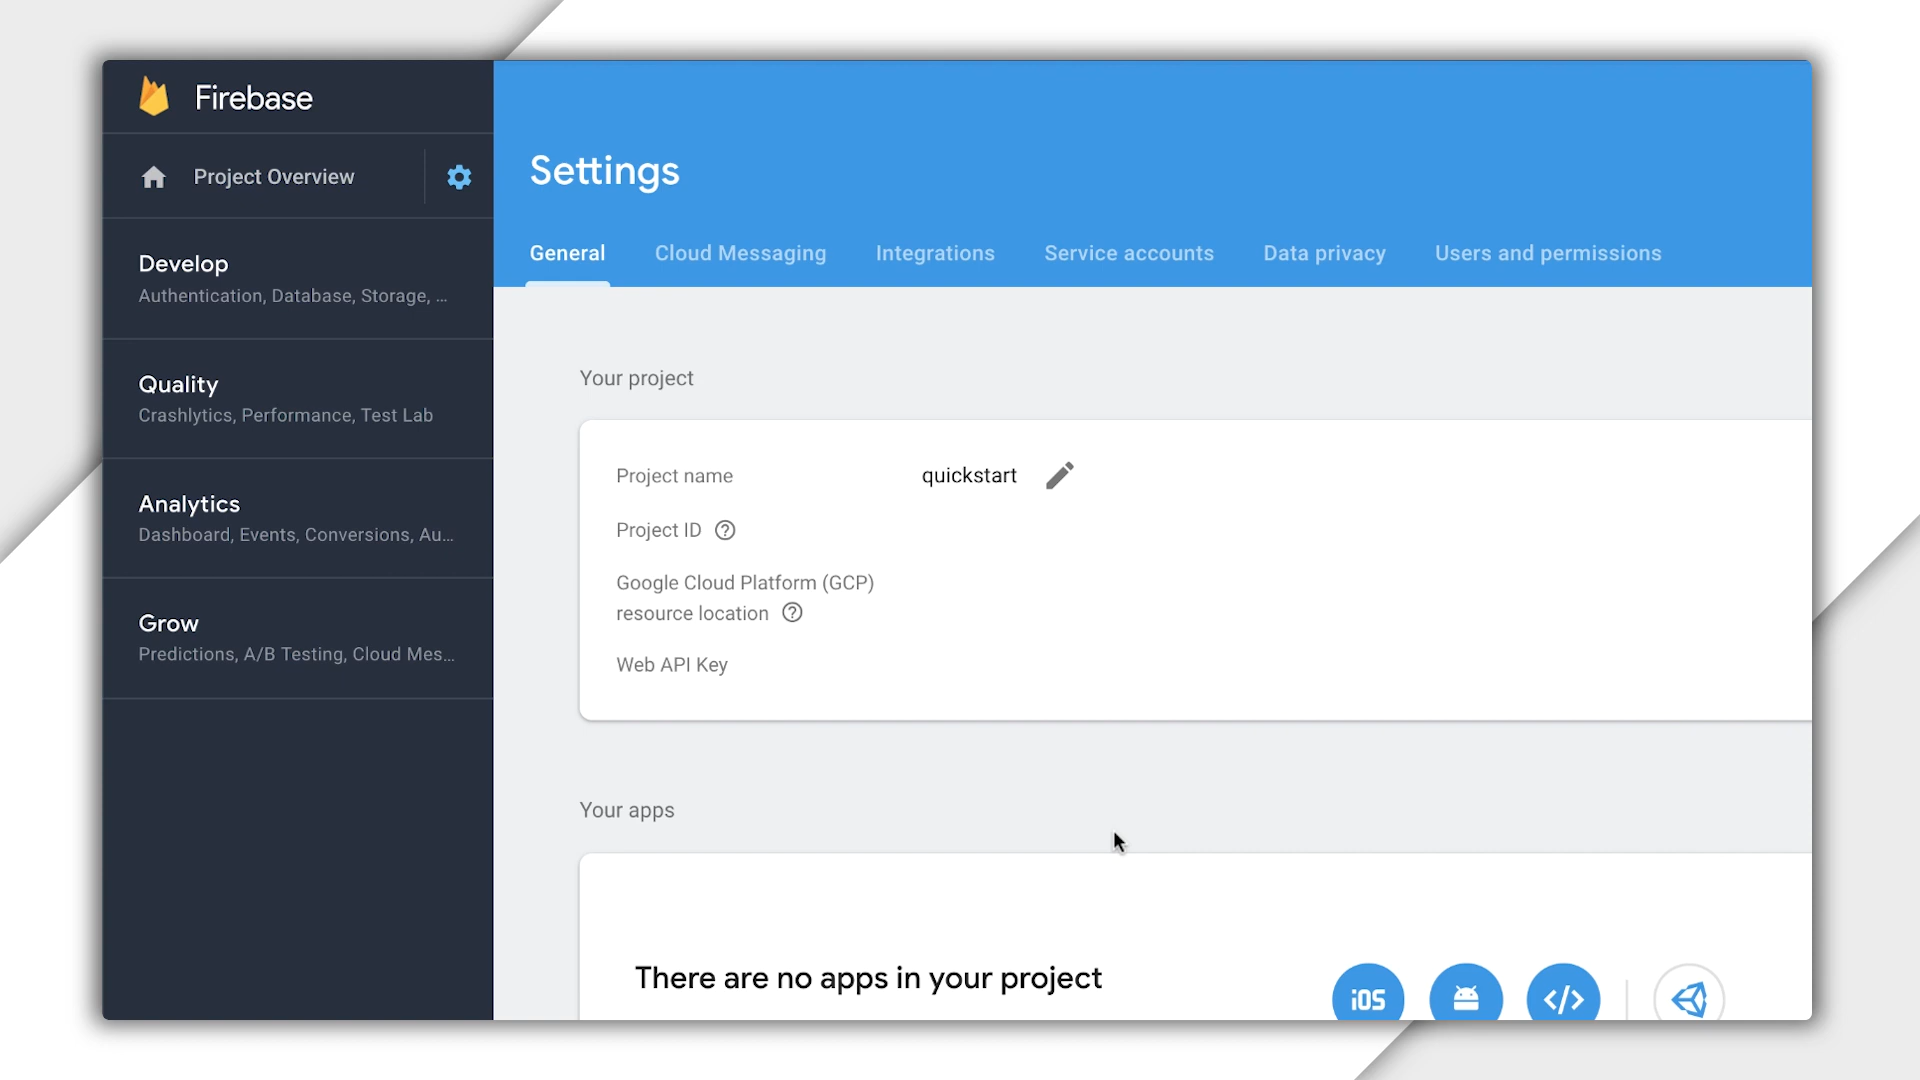 Firebase
Project Overview
Develop
Authentication, Database, Storage, ...
Quality
Crashlytics, Performance, Test Lab
Analytics
Dashboard, Events, Conversions, Au...
Grow
Predictions, A/B Testing, Cloud Mes...
Settings
General Cloud Messaging Integrations Service accounts Data privacy Users and permissions
Your project
Project name quickstart
Project ID ?
Google Cloud Platform (GCP)
resource location ?
Web API Key
Your apps
There are no apps in your project
iOS </>